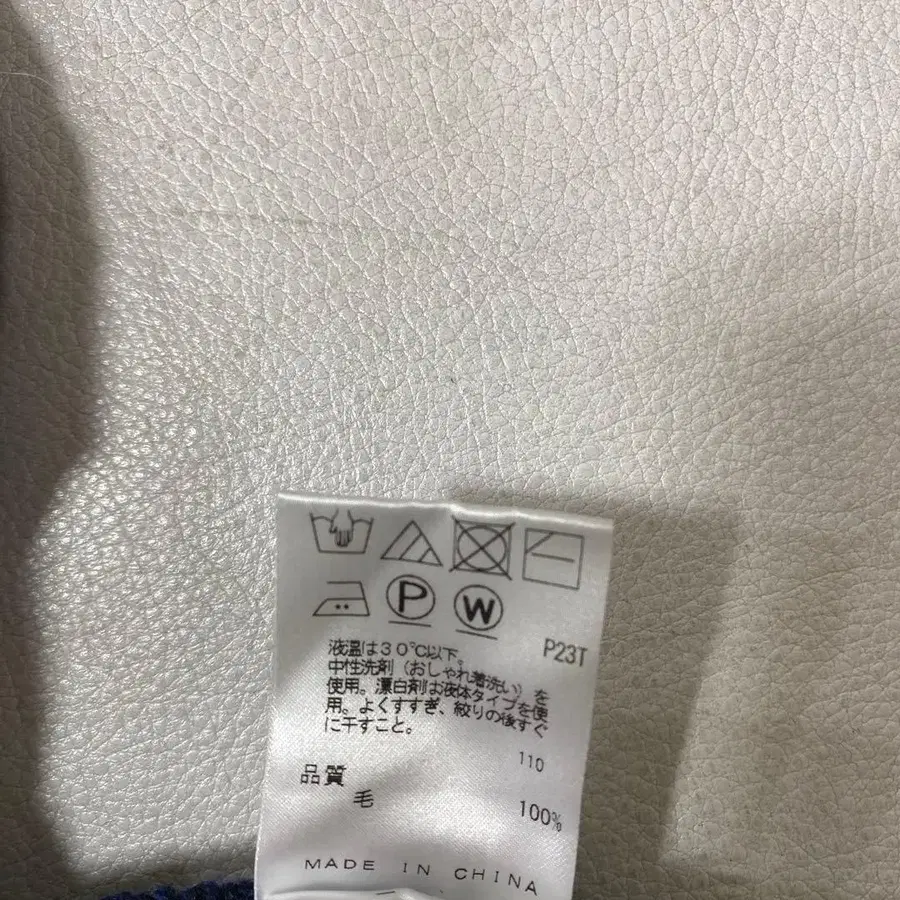 P
W
P23T
液温は30℃以下。
中性洗剤（おしゃれ着洗い）を
使用。漂白剤は液体タイプを使
用。よくすすぎ、絞りの後すぐ
に干すこと。
110
品質
毛 100%
MADE IN CHINA